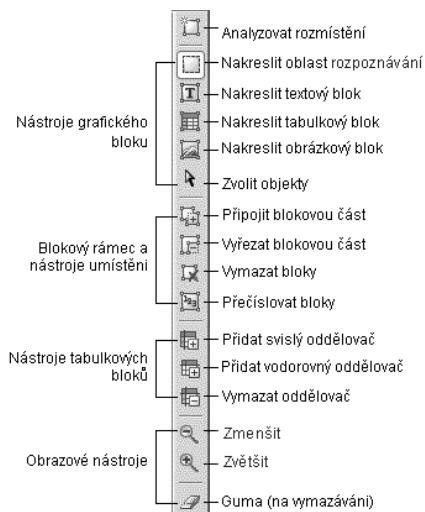 Analyzovat rozmístění
Nakreslit oblast rozpoznávání
Nakreslit textový blok
Nakreslit tabulkový blok
Nakreslit obrázkový blok
Zvolit objekty
Nástroje grafického
bloku
Připojit blokovou část
Vyřezat blokovou část
Vymazat bloky
Přečíslovat bloky
Blokový rámec a
nástroje umístěni
Přidat svislý oddělovač
Přidat vodorovný oddělovač
Vymazat oddělovač
Nástroje tabulkových
bloků
Zmenšit
Zvětšit
Guma (na vymazáváni)
Obrazové nástroje